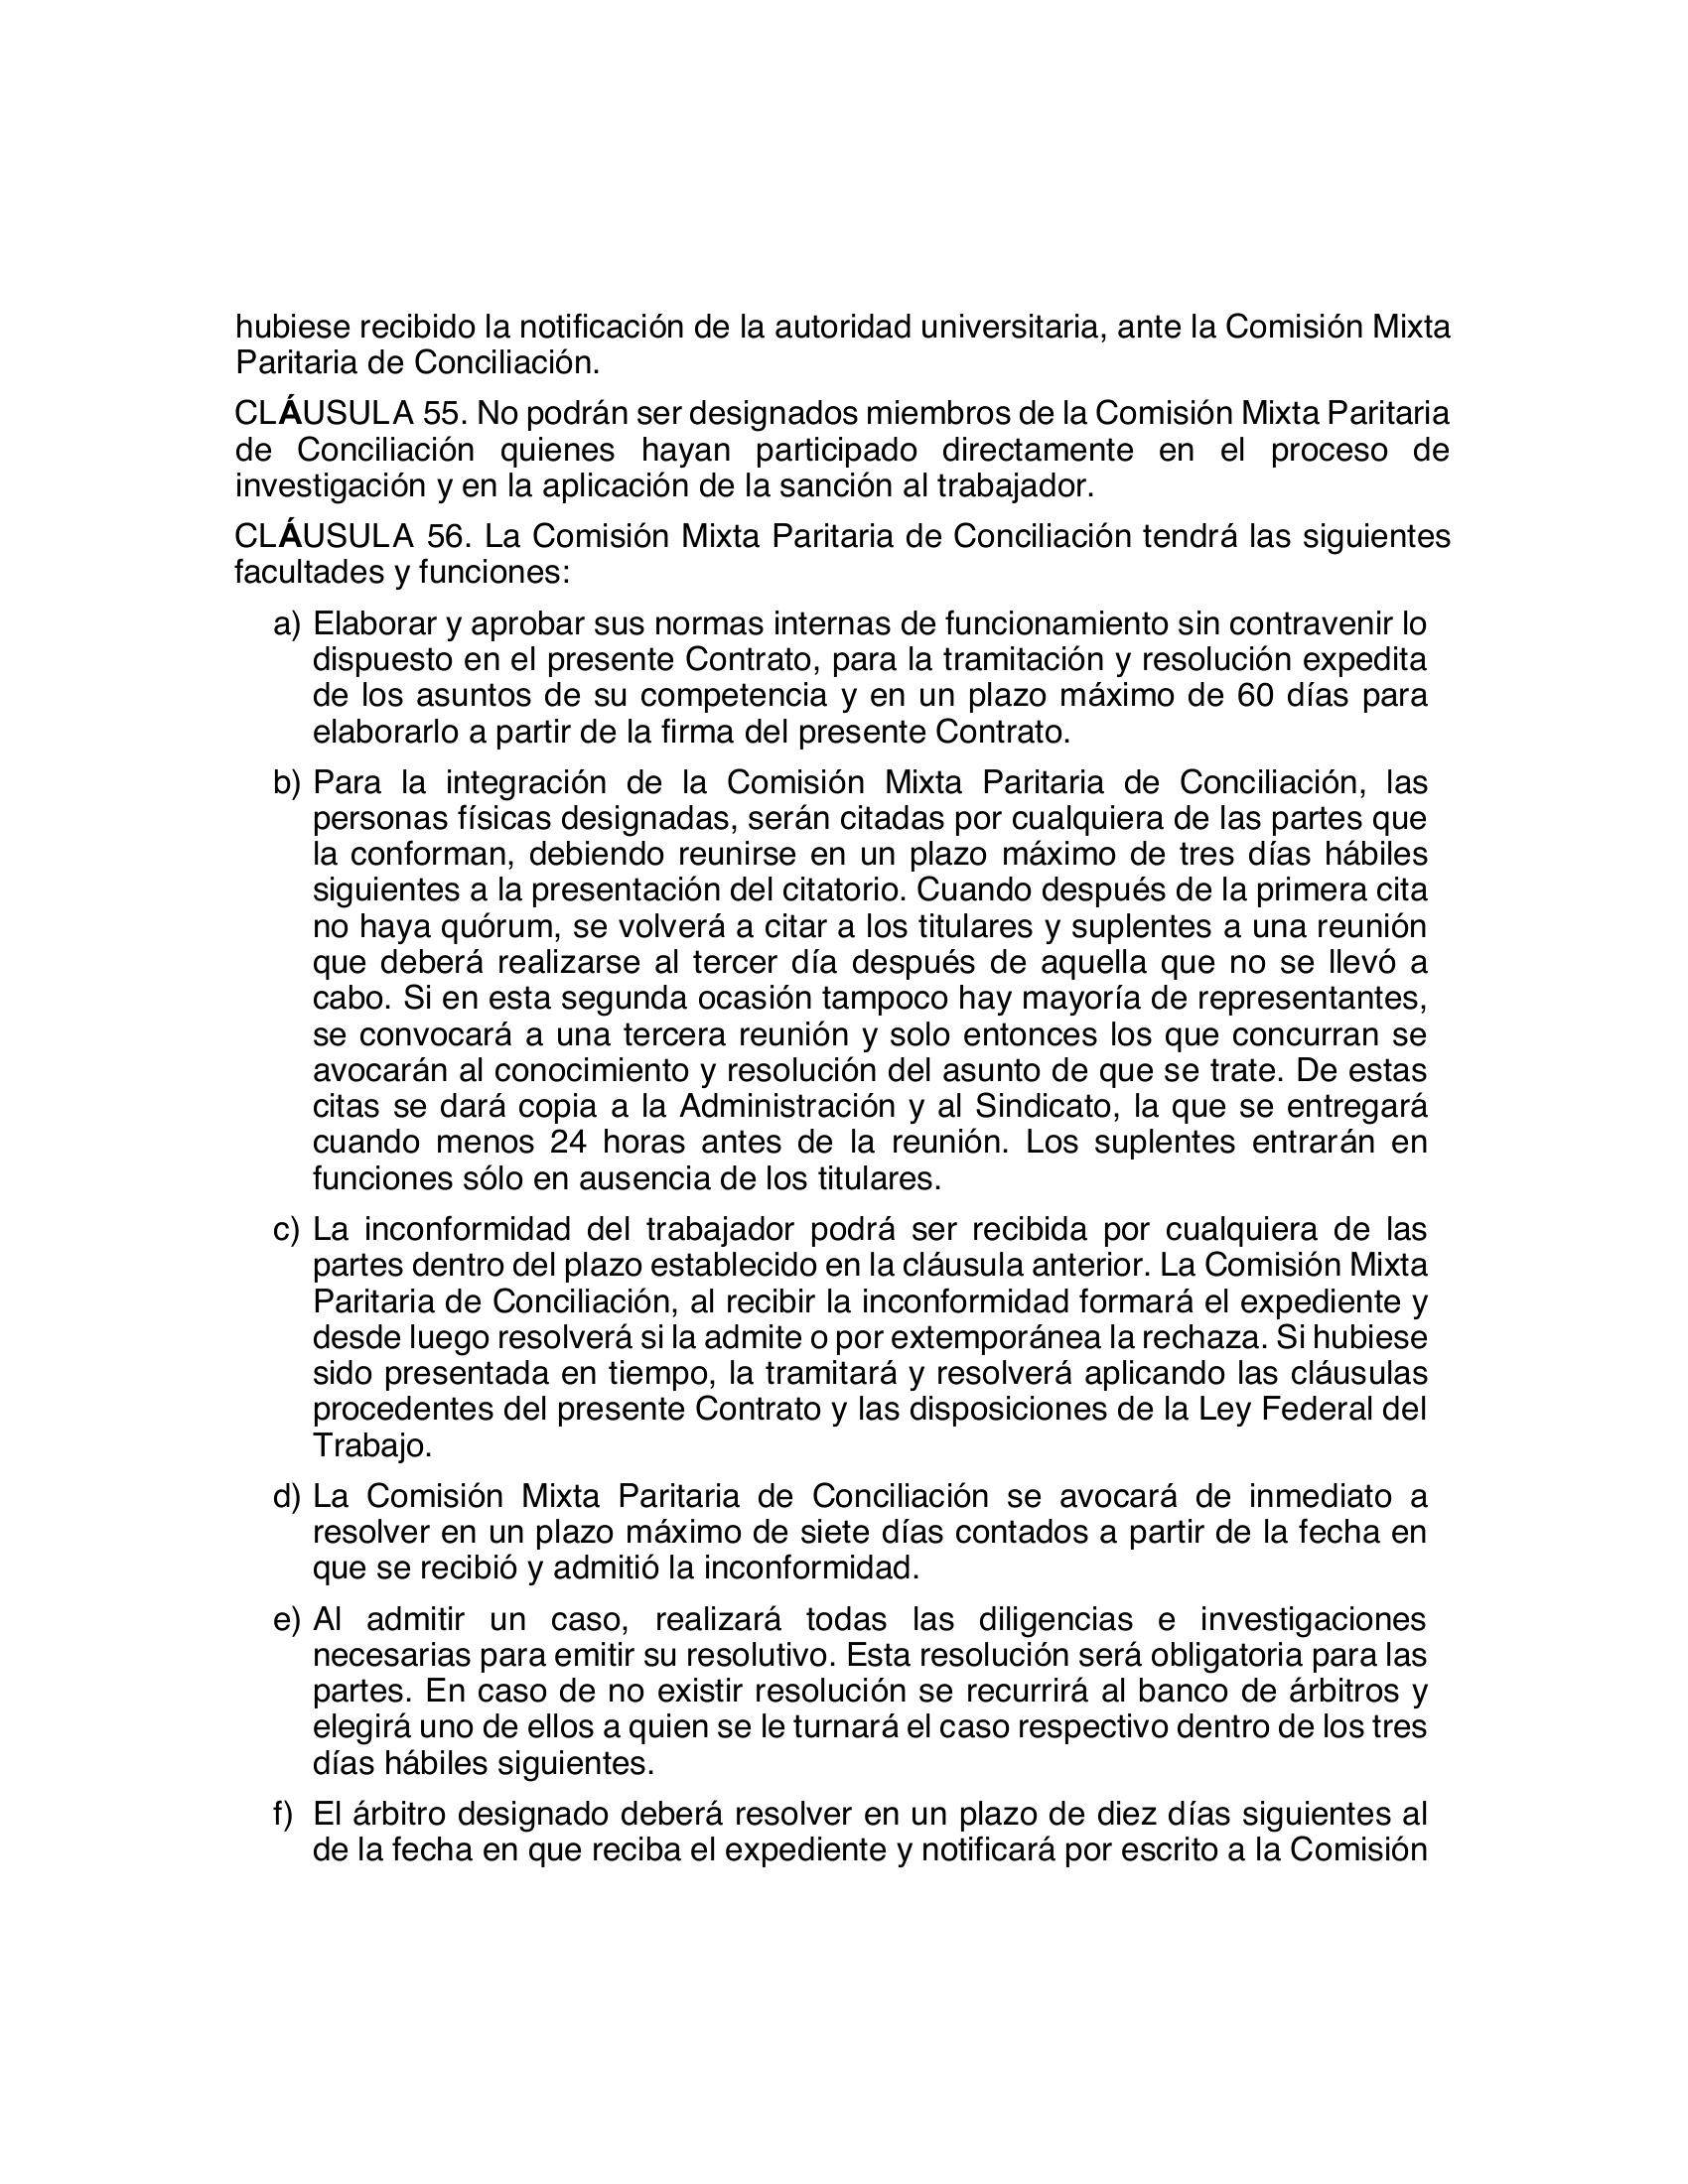 hubiese recibido la notificación de la autoridad universitaria, ante la Comisión Mixta
Paritaria de Conciliación.
CLÁUSULA 55. No podrán ser designados miembros de la Comisión Mixta Paritaria
de Conciliación quienes hayan participado directamente en el proceso de
investigación y en la aplicación de la sanción al trabajador.
CLÁUSULA 56. La Comisión Mixta Paritaria de Conciliación tendrá las siguientes
facultades y funciones:
a) Elaborar y aprobar sus normas internas de funcionamiento sin contravenir lo
dispuesto en el presente Contrato, para la tramitación y resolución expedita
de los asuntos de su competencia y en un plazo máximo de 60 días para
elaborarlo a partir de la firma del presente Contrato.
b) Para la integración de la Comisión Mixta Paritaria de Conciliación, las
personas físicas designadas, serán citadas por cualquiera de las partes que
la conforman, debiendo reunirse en un plazo máximo de tres días hábiles
siguientes a la presentación del citatorio. Cuando después de la primera cita
no haya quórum, se volverá a citar a los titulares y suplentes a una reunión
que deberá realizarse al tercer día después de aquella que no se llevó a
cabo. Si en esta segunda ocasión tampoco hay mayoría de representantes,
se convocará a una tercera reunión y solo entonces los que concurran se
avocarán al conocimiento y resolución del asunto de que se trate. De estas
citas se dará copia a la Administración y al Sindicato, la que se entregará
cuando menos 24 horas antes de la reunión. Los suplentes entrarán en
funciones sólo en ausencia de los titulares.
c) La inconformidad del trabajador podrá ser recibida por cualquiera de las
partes dentro del plazo establecido en la cláusula anterior. La Comisión Mixta
Paritaria de Conciliación, al recibir la inconformidad formará el expediente y
desde luego resolverá si la admite o por extemporánea la rechaza. Si hubiese
sido presentada en tiempo, la tramitará y resolverá aplicando las cláusulas
procedentes del presente Contrato y las disposiciones de la Ley Federal del
Trabajo.
d) La Comisión Mixta Paritaria de Conciliación se avocará de inmediato a
resolver en un plazo máximo de siete días contados a partir de la fecha en
que se recibió y admitió la inconformidad.
e) Al admitir un caso, realizará todas las diligencias e investigaciones
necesarias para emitir su resolutivo. Esta resolución será obligatoria para las
partes. En caso de no existir resolución se recurrirá al banco de árbitros y
elegirá uno de ellos a quien se le turnará el caso respectivo dentro de los tres
días hábiles siguientes.
f) El árbitro designado deberá resolver en un plazo de diez días siguientes al
de la fecha en que reciba el expediente y notificará por escrito a la Comisión